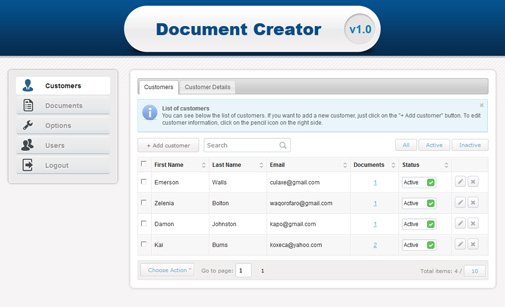 Document Creator v1.0
Customers
Documents
Options
Users
Logout
Customers Customer Details
List of customers
You can see below the list of customers. If you want to add a new customer, just click on the "+ Add customer" button. To edit
customer information, click on the pencil icon on the right side.
+ Add customer Search All Active Inactive
First Name Last Name Email Documents Status
Emerson Walls culaxe@gmail.com 1 Active
Zelenia Bolton waqorofaro@gmail.com 1 Active
Damon Johnston kapo@gmail.com 1 Active
Kai Burns koxeca@yahoo.com 2 Active
Choose Action Go to page: 1 1 Total items: 4 / 10